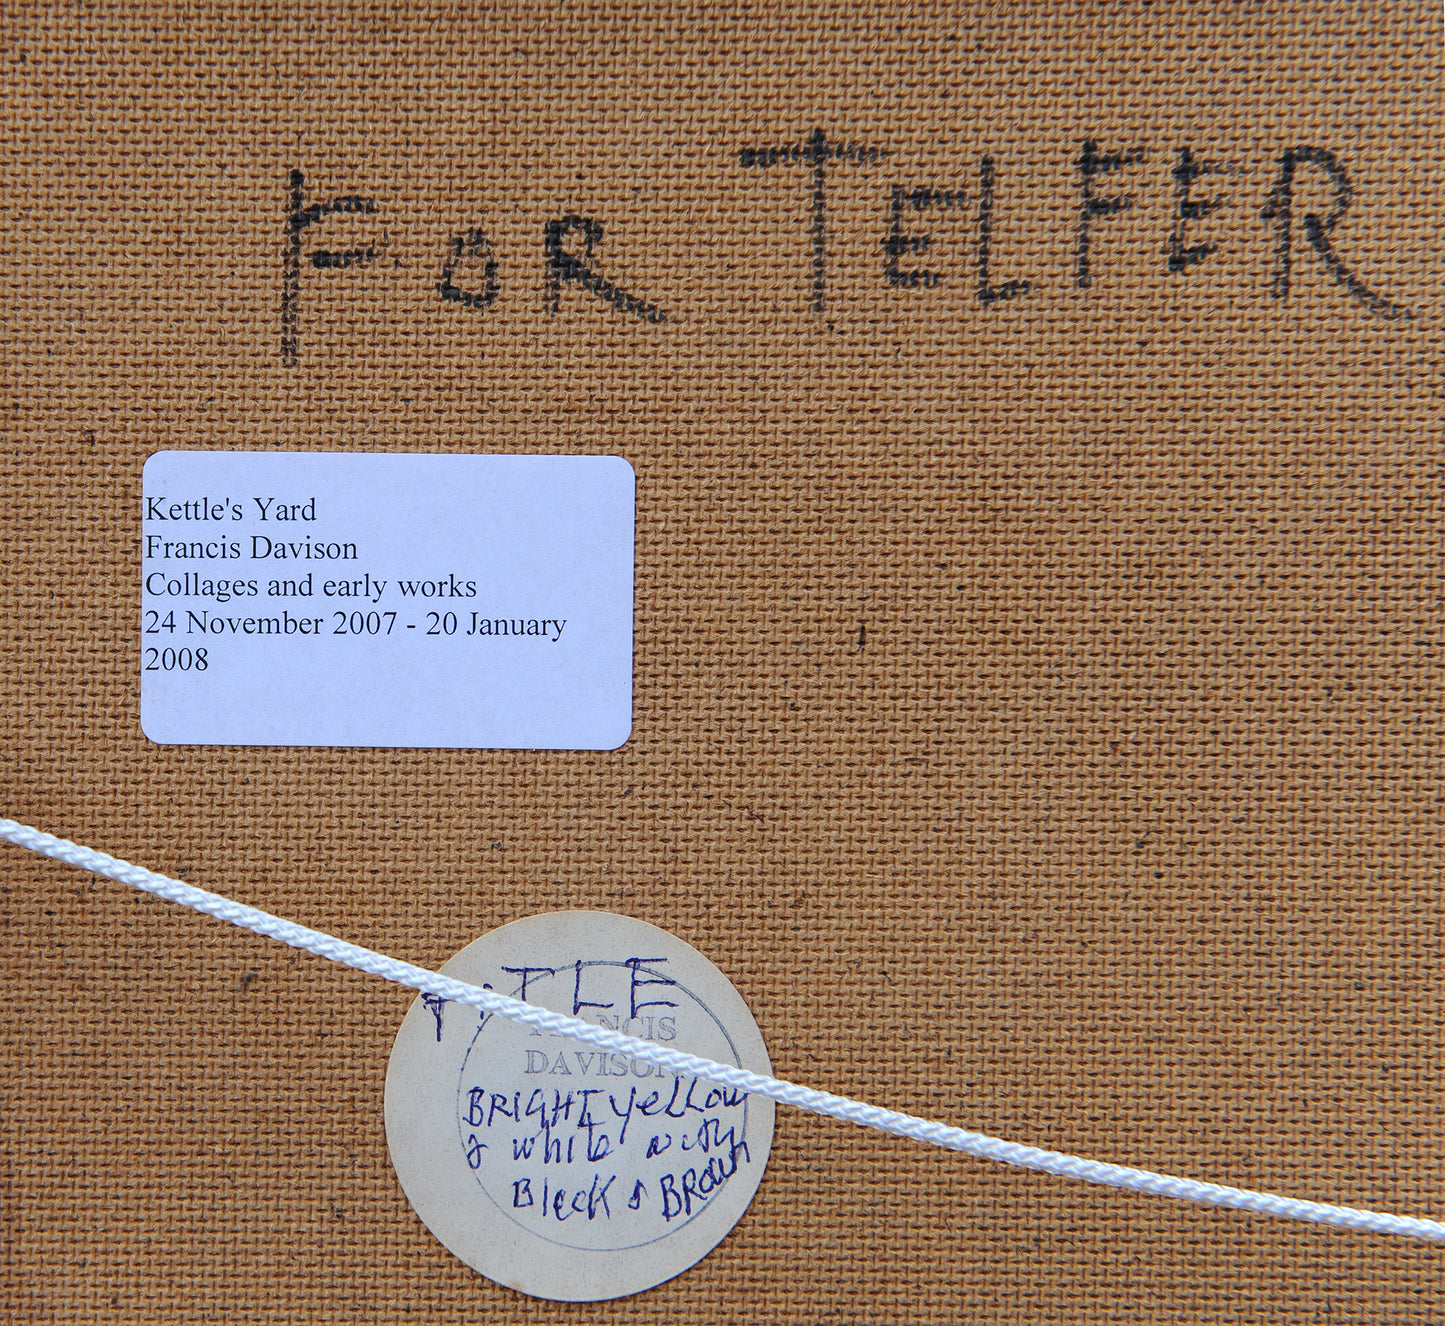 FOR TELFER
Kettle's Yard
Francis Davison
Collages and early works
24 November 2007 - 20 January
2008
TITLE
FRANCIS
DAVISON
BRIGHT yellow
& white with
Black & BROWN